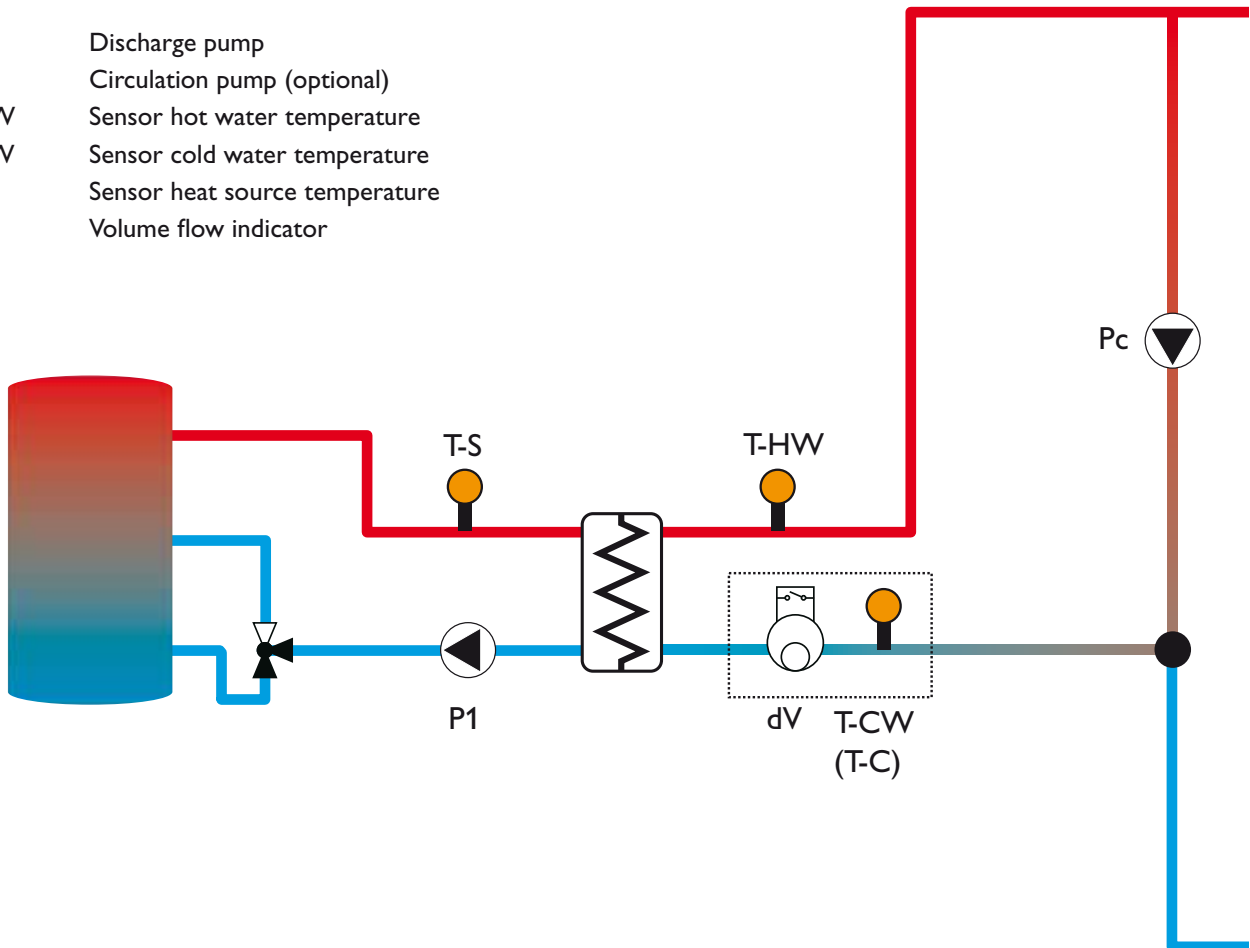 Discharge pump
Circulation pump (optional)
W Sensor hot water temperature
W Sensor cold water temperature
Sensor heat source temperature
Volume flow indicator
Pc
T-S
T-HW
P1
dV
T-CW
(T-C)